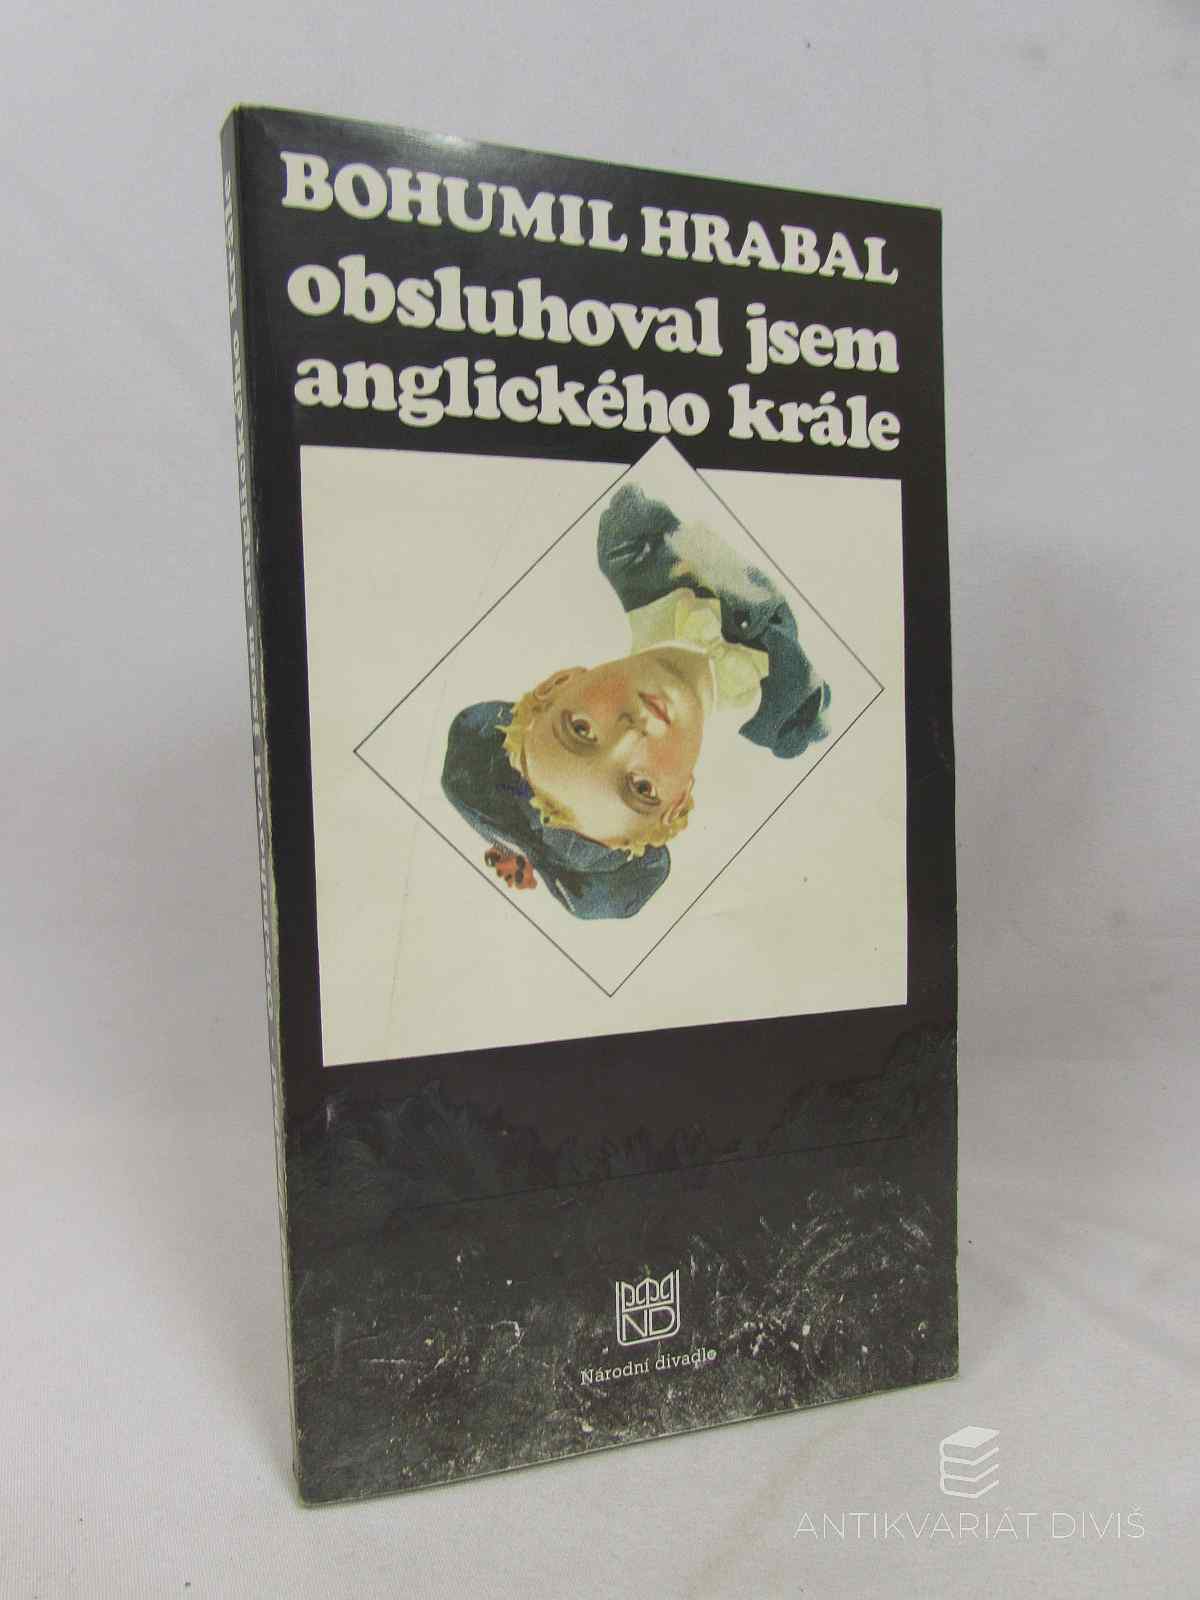 BOHUMIL HRABAL
obsluhoval jsem
anglického krále
ND
Národní divadlo
ANTIKVARIÁT DIVIŠ